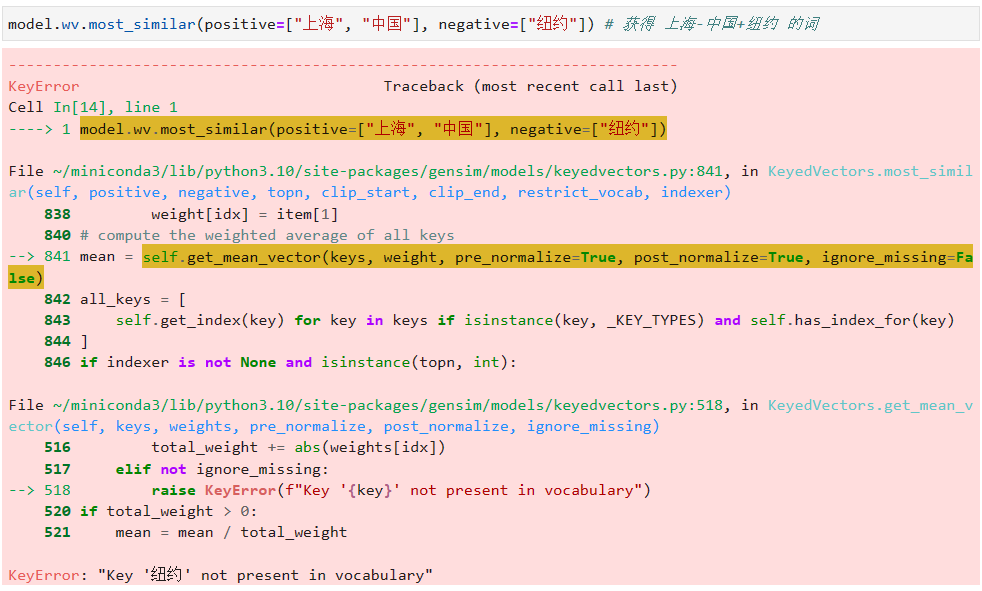 model.wv.most_similar(positive=["上海", "中国"], negative=["纽约"]) # 获得 上海-中国+纽约 的词
---------------------------------------------------------------------------
KeyError                                  Traceback (most recent call last)
Cell In[14], line 1
----> 1 model.wv.most_similar(positive=["上海", "中国"], negative=["纽约"])
File ~/miniconda3/lib/python3.10/site-packages/gensim/models/keyedvectors.py:841, in KeyedVectors.most_simil
ar(self, positive, negative, topn, clip_start, clip_end, restrict_vocab, indexer)
    838         weight[idx] = item[1]
    840 # compute the weighted average of all keys
--> 841 mean = self.get_mean_vector(keys, weight, pre_normalize=True, post_normalize=True, ignore_missing=Fa
lse)
    842 all_keys = [
    843     self.get_index(key) for key in keys if isinstance(key, _KEY_TYPES) and self.has_index_for(key)
    844 ]
    846 if indexer is not None and isinstance(topn, int):
File ~/miniconda3/lib/python3.10/site-packages/gensim/models/keyedvectors.py:518, in KeyedVectors.get_mean_v
ector(self, keys, weights, pre_normalize, post_normalize, ignore_missing)
    516         total_weight += abs(weights[idx])
    517     elif not ignore_missing:
--> 518         raise KeyError(f"Key '{key}' not present in vocabulary")
    520 if total_weight > 0:
    521     mean = mean / total_weight
KeyError: "Key '纽约' not present in vocabulary"